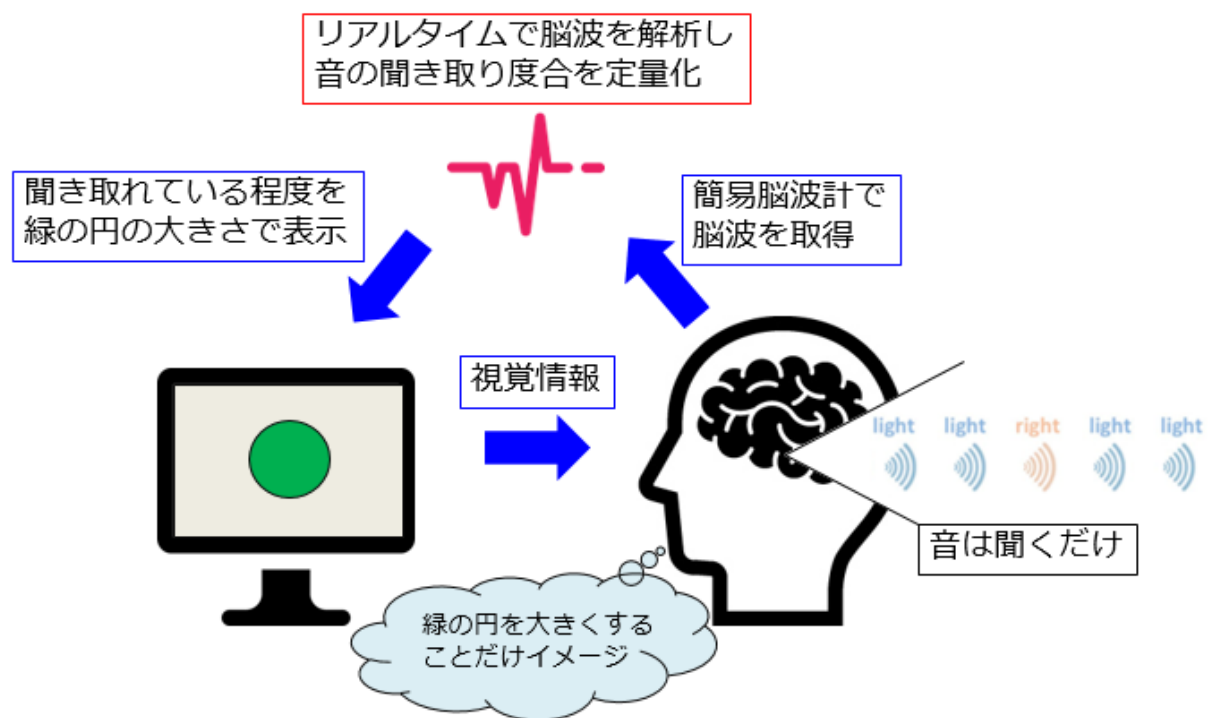 リアルタイムで脳波を解析し
音の聞き取り度合を定量化
聞き取れている程度を
緑の円の大きさで表示
簡易脳波計で
脳波を取得
視覚情報
light light right light light
音は聞くだけ
緑の円を大きくする
ことだけイメージ